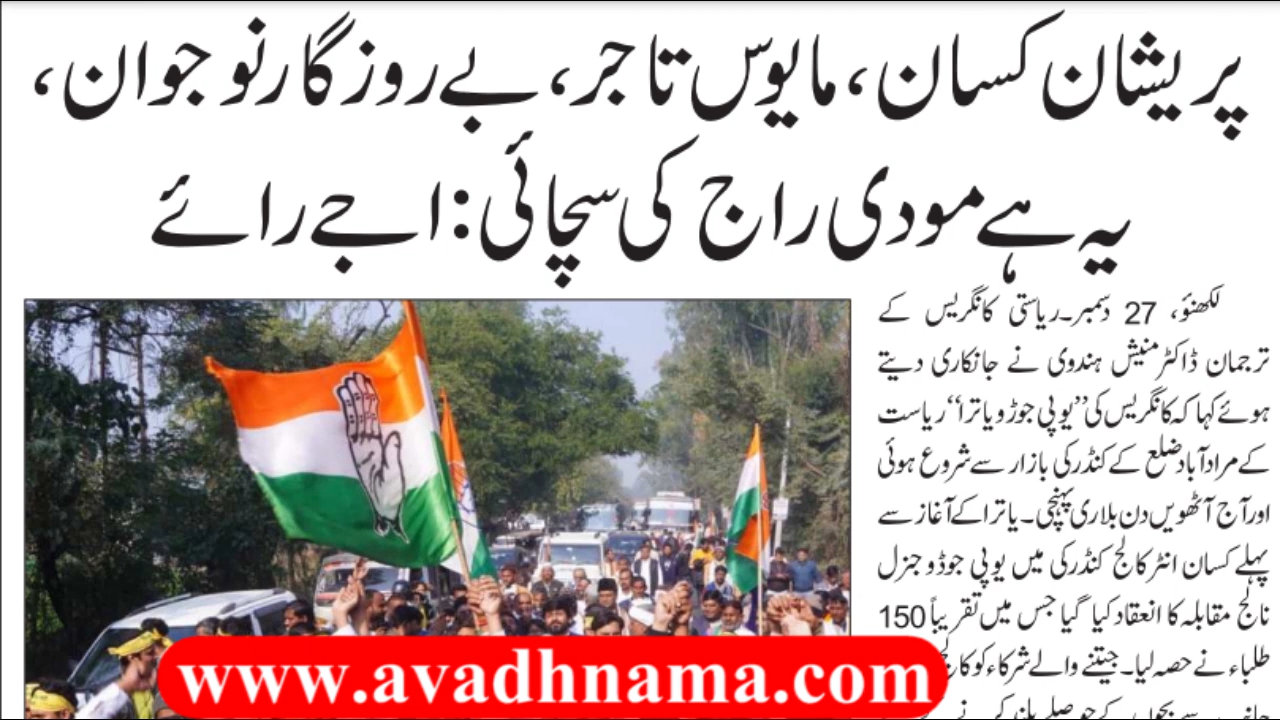 پریشان کسان، مایوس تاجر، بے روزگار نوجوان،
یہ ہے مودی راج کی سچائی: اجے رائے
لکھنؤ، 27 دسمبر۔ ریاستی کانگریس کے
ترجمان ڈاکٹر منیش ہندوی نے جانکاری دیتے
ہوئے کہا کہ کانگریس کی ’’یوپی جوڑو یاترا‘‘ ریاست
کے مرادآباد ضلع کے کندرکی بازار سے شروع ہوئی
اور آج آٹھویں دن بلاری پہنچی۔ یاترا کے آغاز سے
پہلے کسان انٹر کالج کندرکی میں یوپی جوڈو جنرل
نالج مقابلہ کا انعقاد کیا گیا جس میں تقریباً 150
طلباء نے حصہ لیا۔ جیتنے والے شرکاء کو
www.avadhnama.com